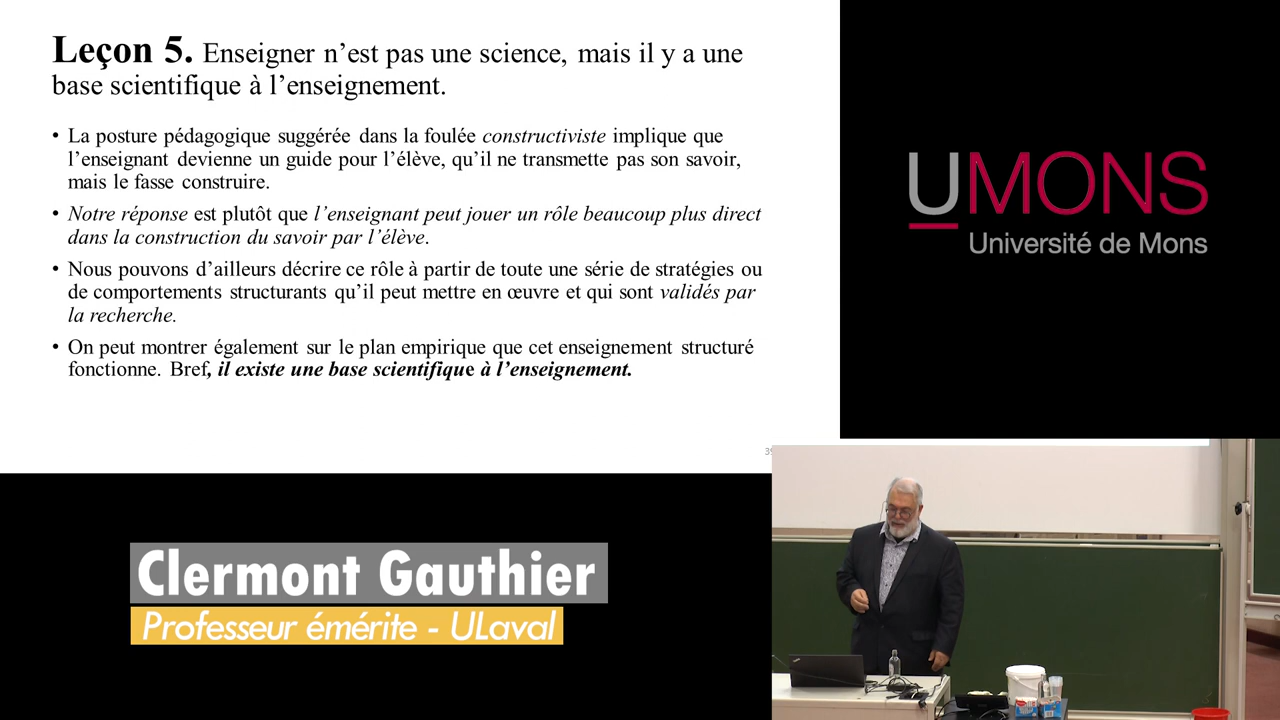 Leçon 5. Enseigner n’est pas une science, mais il y a une
base scientifique à l’enseignement.
• La posture pédagogique suggérée dans la foulée constructiviste implique que
l’enseignant devienne un guide pour l’élève, qu’il ne transmette pas son savoir,
mais le fasse construire.
• Notre réponse est plutôt que l’enseignant peut jouer un rôle beaucoup plus direct
dans la construction du savoir par l’élève.
• Nous pouvons d’ailleurs décrire ce rôle à partir de toute une série de stratégies ou
de comportements structurants qu’il peut mettre en œuvre et qui sont validés par
la recherche.
• On peut montrer également sur le plan empirique que cet enseignement structuré
fonctionne. Bref, il existe une base scientifique à l’enseignement.
UMONS
Université de Mons
Clermont Gauthier
Professeur émérite - ULaval